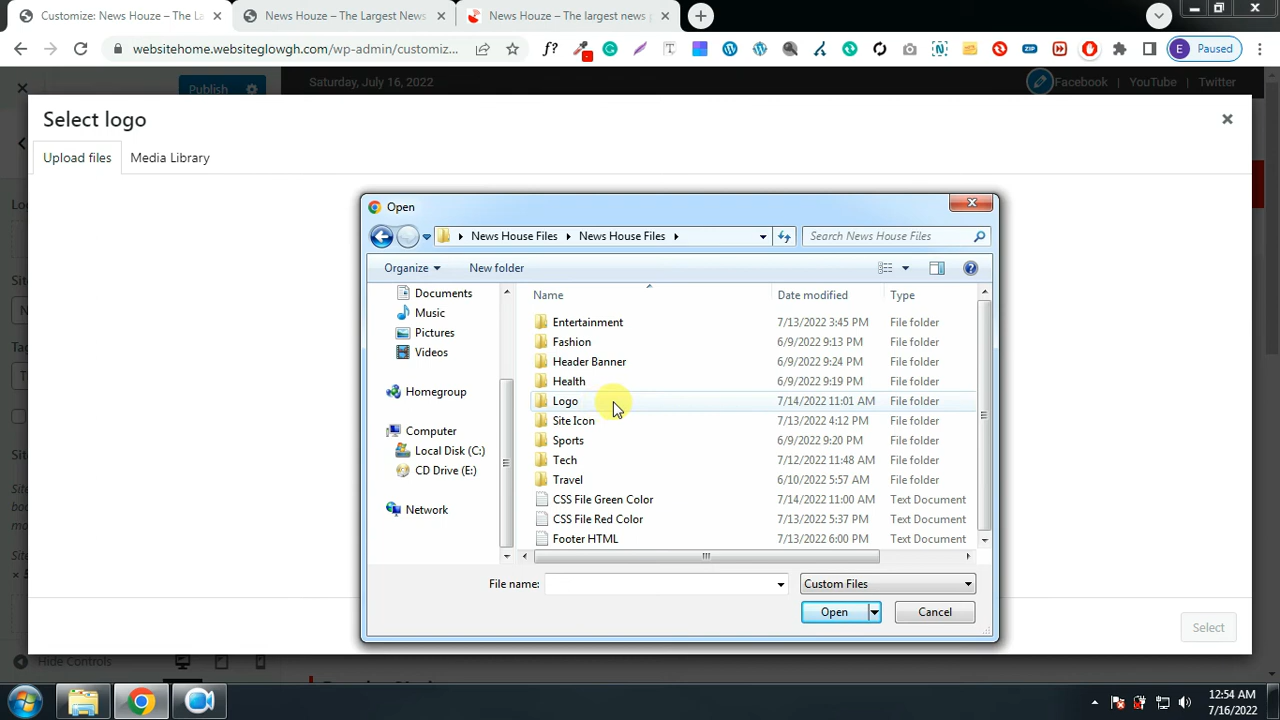 Customize: News Houze – The La
News Houze – The Largest News
News Houze – The largest news p
websitehome.websiteglowgh.com/wp-admin/customiz...
f?
ZIP
E Paused
Publish
Saturday, July 16, 2022
Facebook | YouTube | Twitter
Select logo
Upload files
Media Library
Open
News House Files
News House Files
Search News House Files
Organize
New folder
Name
Date modified
Type
Documents
Music
Pictures
Videos
Homegroup
Computer
Local Disk (C:)
CD Drive (E:)
Network
Entertainment 7/13/2022 3:45 PM File folder
Fashion 6/9/2022 9:13 PM File folder
Header Banner 6/9/2022 9:24 PM File folder
Health 6/9/2022 9:19 PM File folder
Logo 7/14/2022 11:01 AM File folder
Site Icon 7/13/2022 4:12 PM File folder
Sports 6/9/2022 9:20 PM File folder
Tech 7/12/2022 11:48 AM File folder
Travel 6/10/2022 5:57 AM File folder
CSS File Green Color 7/14/2022 11:00 AM Text Document
CSS File Red Color 7/13/2022 5:37 PM Text Document
Footer HTML 7/13/2022 6:00 PM Text Document
File name:
Custom Files
Open
Cancel
Select
Hide Controls
12:54 AM
7/16/2022